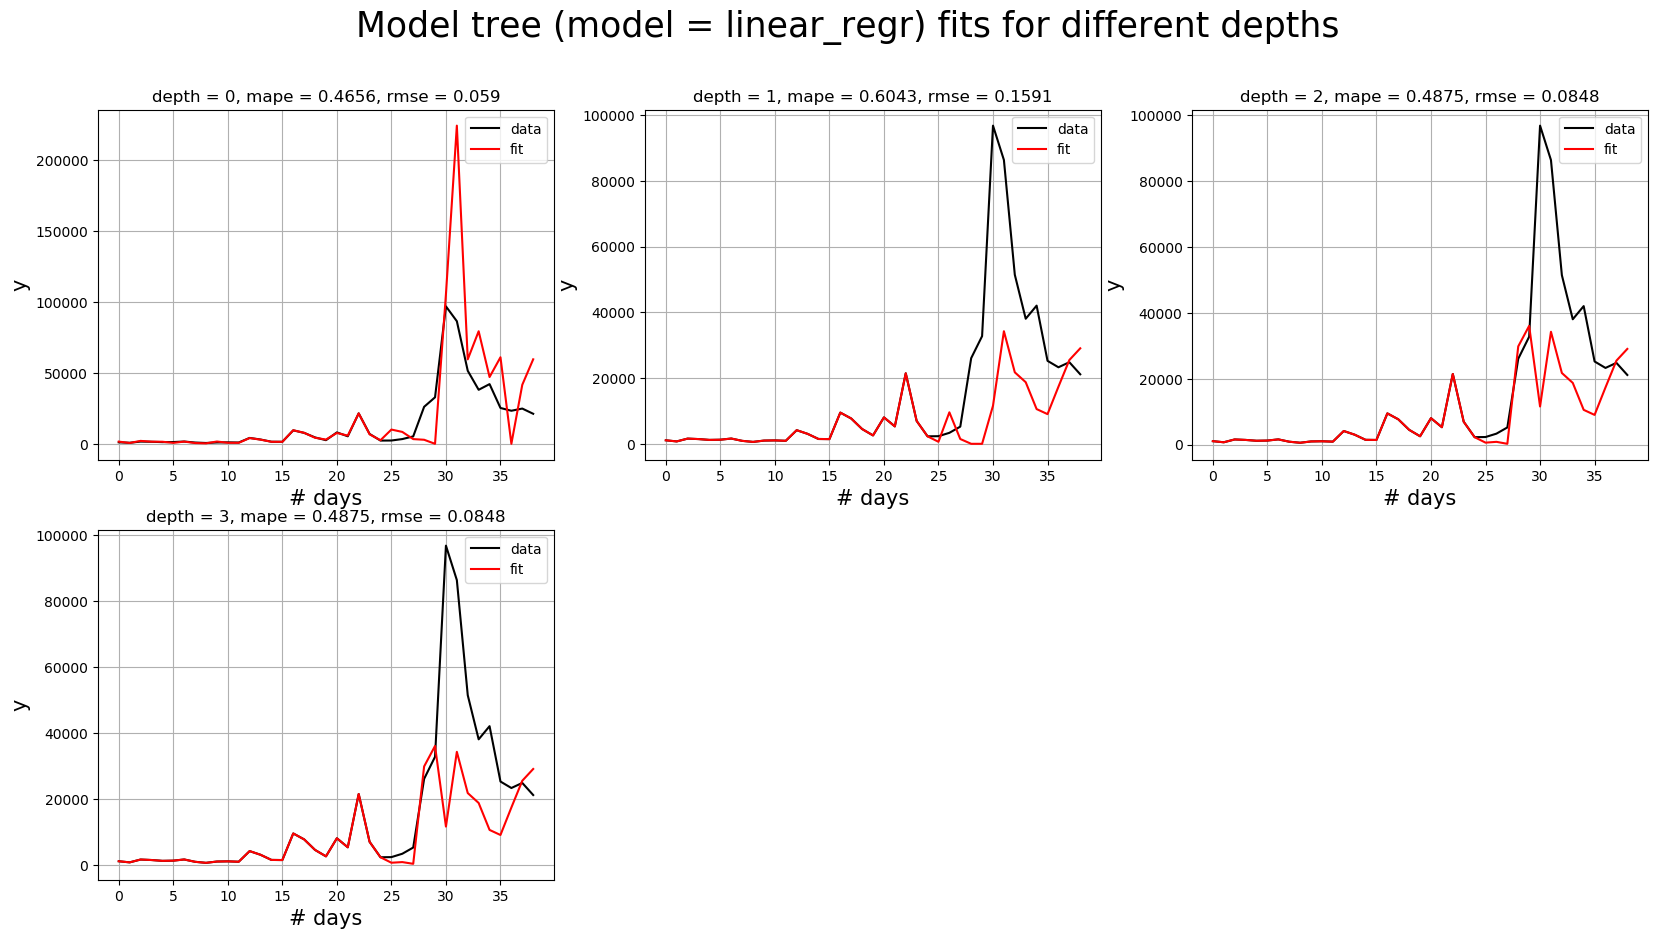 Model tree (model = linear_regr) fits for different depths
depth = 0, mape = 0.4656, rmse = 0.059
data
fit
200000
150000
100000
50000
0
y
0 5 10 15 20 25 30 35
# days
depth = 1, mape = 0.6043, rmse = 0.1591
data
fit
100000
80000
60000
40000
20000
0
y
0 5 10 15 20 25 30 35
# days
depth = 2, mape = 0.4875, rmse = 0.0848
data
fit
100000
80000
60000
40000
20000
0
y
0 5 10 15 20 25 30 35
# days
depth = 3, mape = 0.4875, rmse = 0.0848
data
fit
100000
80000
60000
40000
20000
0
y
0 5 10 15 20 25 30 35
# days